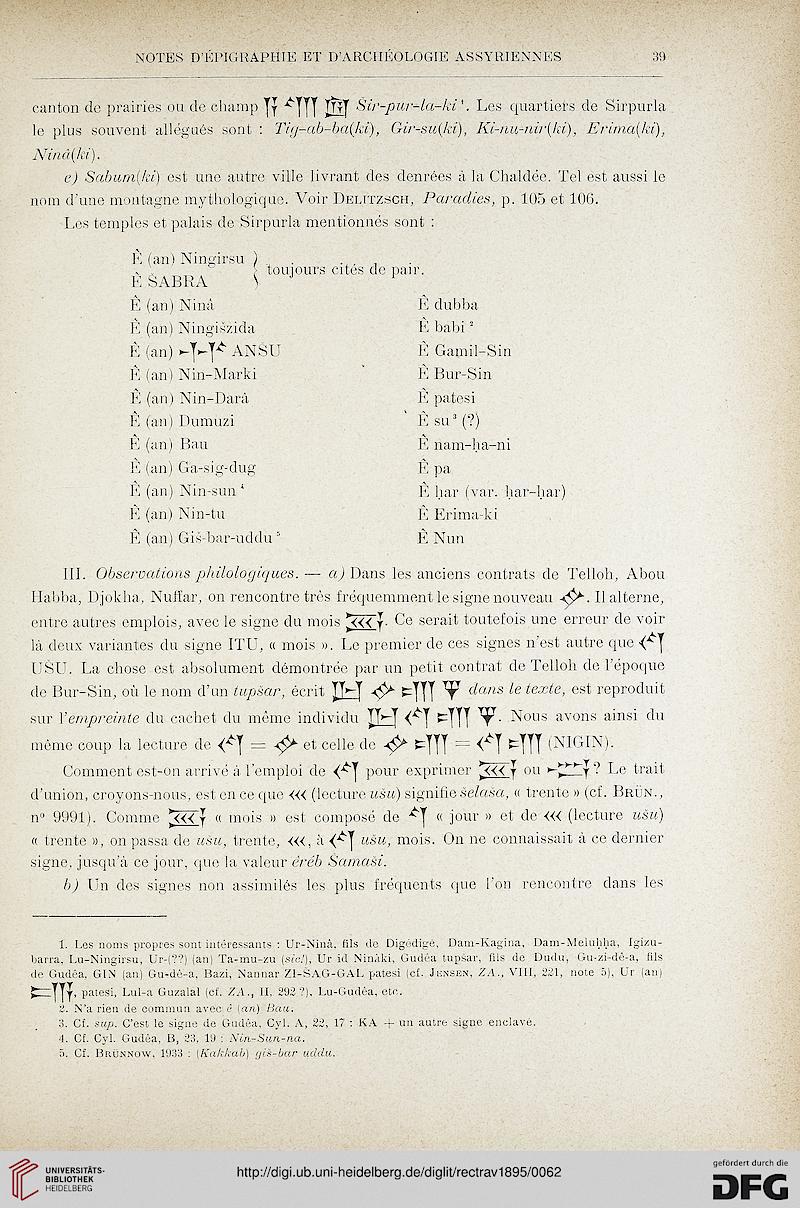 NOTES D'ÉPIGRAPHIE ET D'ARCHÉOLOGIE ASSYRIENNES 39
canton de prairies ou de champ Sir-pur-la-ki¹. Les quartiers de Sirpurla
le plus souvent allégués sont : Tig-ab-ba(ki), Gir-su(ki), Ki-nu-nir(ki), Erima(ki),
Ninâ(ki).
e) Sabum(ki) est une autre ville livrant des denrées à la Chaldée. Tel est aussi le
nom d'une montagne mythologique. Voir DELITZSCH, Paradies, p. 105 et 106.
Les temples et palais de Sirpurla mentionnés sont :
Ê (an) Ningirsu
Ê ŠABRA
toujours cités de pair.
Ê (an) Ninâ
Ê (an) Ningišzida
Ê (an) ANŠU
Ê (an) Nin-Marki
Ê (an) Nin-Darâ
Ê (an) Dumuzi
Ê (an) Bau
Ê (an) Ga-sig-dug
Ê (an) Nin-sun⁴
Ê (an) Nin-tu
Ê (an) Giš-bar-uddu⁵
Ê dubba
Ê babi²
Ê Gamil-Sin
Ê Bur-Sin
Ê patesi
Ê su³ (?)
Ê nam-ḫa-ni
Ê pa
Ê ḫar (var. ḫar-ḫar)
Ê Erima-ki
Ê Nun
III. Observations philologiques. — a) Dans les anciens contrats de Telloh, Abou
Habba, Djokha, Nuffar, on rencontre très fréquemment le signe nouveau . Il alterne,
entre autres emplois, avec le signe du mois . Ce serait toutefois une erreur de voir
là deux variantes du signe ITU, « mois ». Le premier de ces signes n'est autre que
UŠU. La chose est absolument démontrée par un petit contrat de Telloh de l'époque
de Bur-Sin, où le nom d'un tupšar, écrit dans le texte, est reproduit
sur l'empreinte du cachet du même individu . Nous avons ainsi du
même coup la lecture de = et celle de = (NIGIN).
Comment est-on arrivé à l'emploi de pour exprimer ou ? Le trait
d'union, croyons-nous, est en ce que (lecture ušu) signifie šelaša, « trente » (cf. BRÜN.,
n° 9991). Comme « mois » est composé de « jour » et de (lecture ušu)
« trente », on passa de ušu, trente, , à ušu, mois. On ne connaissait à ce dernier
signe, jusqu'à ce jour, que la valeur éréb Šamaši.
b) Un des signes non assimilés les plus fréquents que l'on rencontre dans les
1. Les noms propres sont intéressants : Ur-Ninâ, fils de Digédigé, Dam-Kagina, Dam-Meluḫḫa, Igizu-
barra, Lu-Ningirsu, Ur-(??) (an) Ta-mu-zu (sic!), Ur id Ninâki, Gudéa tupšar, fils de Dudu, Gu-zi-dê-a, fils
de Gudéa, GIN (an) Gu-dê-a, Bazi, Nannar ZI-ŠAG-GAL patesi (cf. JENSEN, ZA., VIII, 221, note 5), Ur (an)
, patesi, Lul-a Guzalal (cf. ZA., II, 292 ?), Lu-Gudéa, etc.
2. N'a rien de commun avec ê (an) Bau.
3. Cf. sup. C'est le signe de Gudéa, Cyl. A, 22, 17 : KA + un autre signe enclavé.
4. Cf. Cyl. Gudéa, B, 23, 19 : Nin-Sun-na.
5. Cf. BRÜNNOW, 1933 : (Kakkab) giš-bar uddu.
UNIVERSITÄTS-
BIBLIOTHEK
HEIDELBERG
http://digi.ub.uni-heidelberg.de/diglit/rectrav1895/0062
gefördert durch die
DFG